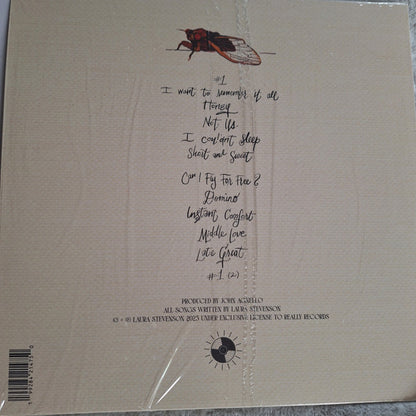 #1
I want to remember it all
Honey
Not Us
I couldn't sleep
Short and Sweet
Can I Fly For Free?
Domino
Instant Comfort
Middle Love
Late Great
#1 (2)
PRODUCED BY JOHN AGNELLO
ALL SONGS WRITTEN BY LAURA STEVENSON
© + ℗ LAURA STEVENSON 2025 UNDER EXCLUSIVE LICENSE TO REALLY RECORDS